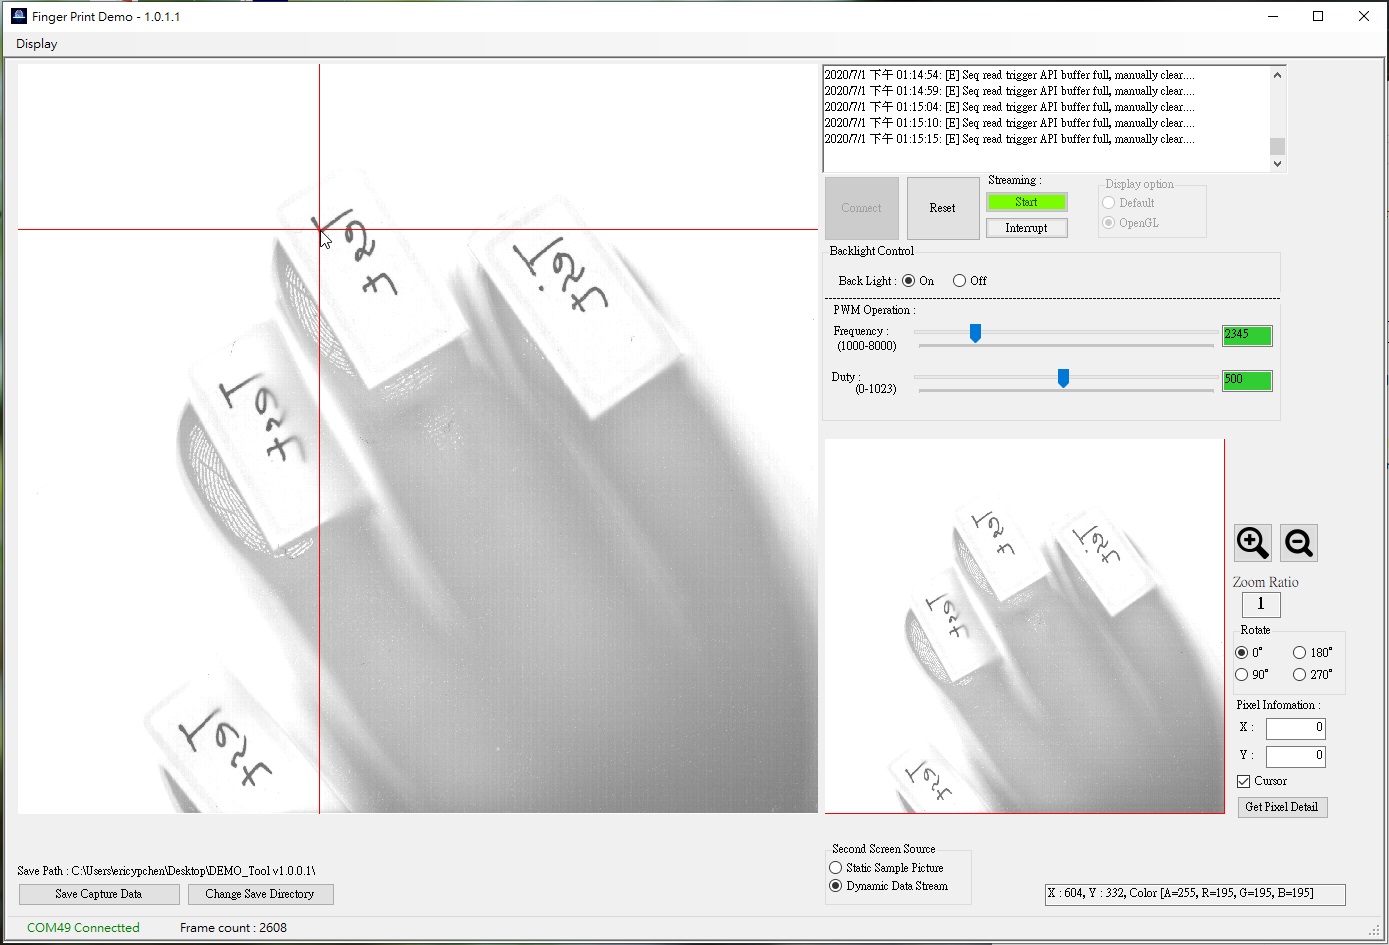 Finger Print Demo - 1.0.1.1
Display
2020/7/1 下午 01:14:54: [E] Seq read trigger API buffer full, manually clear....
2020/7/1 下午 01:14:59: [E] Seq read trigger API buffer full, manually clear....
2020/7/1 下午 01:15:04: [E] Seq read trigger API buffer full, manually clear....
2020/7/1 下午 01:15:10: [E] Seq read trigger API buffer full, manually clear....
2020/7/1 下午 01:15:15: [E] Seq read trigger API buffer full, manually clear....
Connect
Reset
Streaming :
Start
Interrupt
Display option
Default
OpenGL
Backlight Control
Back Light : On Off
PWM Operation :
Frequency :
(1000-8000)
2345
Duty :
(0-1023)
500
Zoom Ratio
1
Rotate
0° 180°
90° 270°
Pixel Infomation :
X : 0
Y : 0
Cursor
Get Pixel Detail
Second Screen Source
Static Sample Picture
Dynamic Data Stream
X : 604, Y : 332, Color [A=255, R=195, G=195, B=195]
Save Path : C:\Users\ericypchen\Desktop\DEMO_Tool v1.0.0.1\
Save Capture Data
Change Save Directory
COM49 Connectted
Frame count : 2608